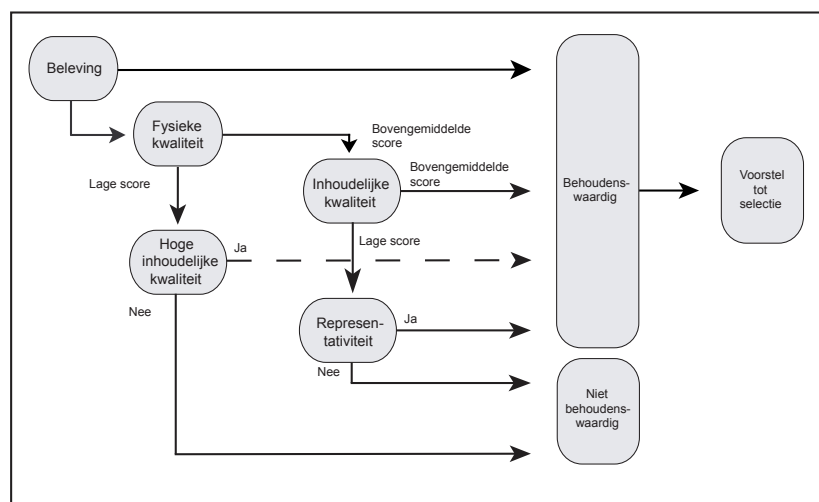 Beleving
Fysieke
kwaliteit
Bovengemiddelde
score
Bovengemiddelde
score
Lage score
Inhoudelijke
kwaliteit
Behoudens-
waardig
Voorstel
tot
selectie
Lage score
Hoge
inhoudelijke
kwaliteit
Ja
Nee
Represen-
tativiteit
Ja
Nee
Niet
behoudens-
waardig